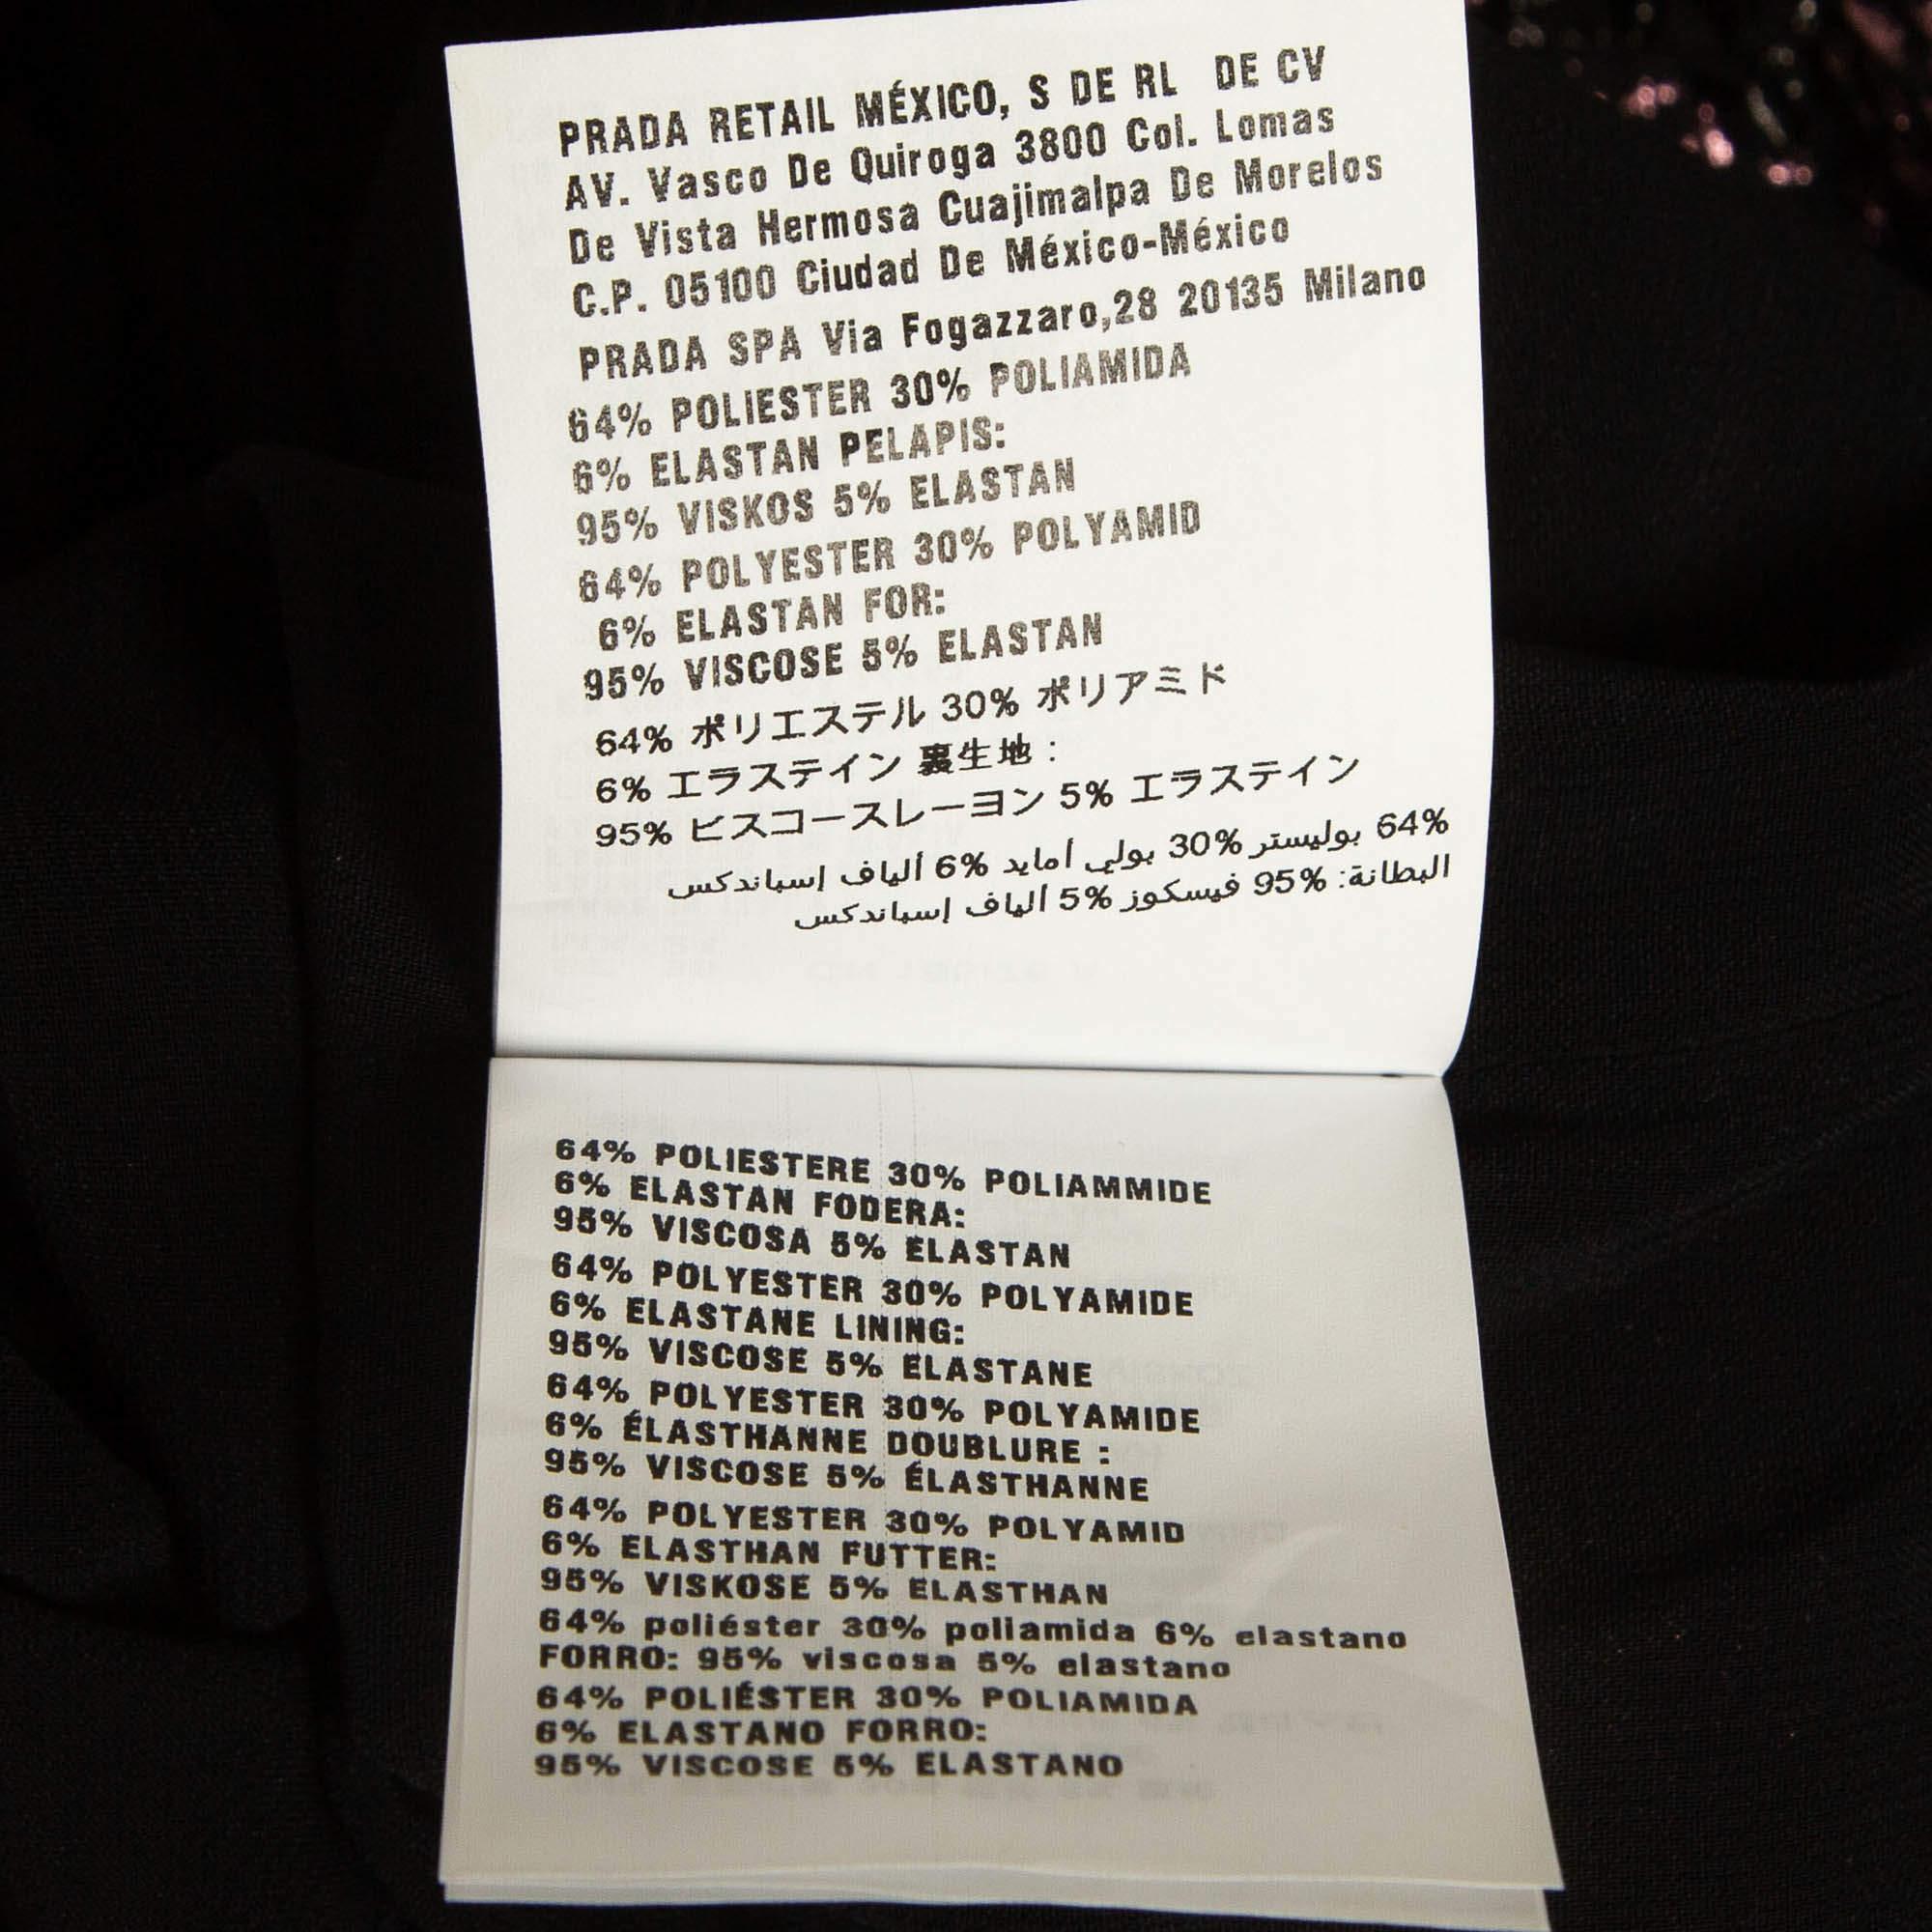 PRADA RETAIL MÉXICO, S DE RL DE CV
AV. Vasco De Quiroga 3800 Col. Lomas
De Vista Hermosa Cuajimalpa De Morelos
C.P. 05100 Ciudad De México-México
PRADA SPA Via Fogazzaro,28 20135 Milano
64% POLIESTER 30% POLIAMIDA
6% ELASTAN PELAPIS:
95% VISKOS 5% ELASTAN
64% POLYESTER 30% POLYAMID
6% ELASTAN FOR:
95% VISCOSE 5% ELASTAN
64% ポリエステル 30% ポリアミド
6% エラステイン 裏生地 :
95% ビスコースレーヨン 5% エラステイン
64% بوليستر 30% بولي أمايد 6% ألياف إسباندكس
البطانة: 95% فيسكوز 5% ألياف إسباندكس
64% POLIESTERE 30% POLIAMMIDE
6% ELASTAN FODERA:
95% VISCOSA 5% ELASTAN
64% POLYESTER 30% POLYAMIDE
6% ELASTANE LINING:
95% VISCOSE 5% ELASTANE
64% POLYESTER 30% POLYAMIDE
6% ÉLASTHANNE DOUBLURE :
95% VISCOSE 5% ÉLASTHANNE
64% POLYESTER 30% POLYAMID
6% ELASTHAN FUTTER:
95% VISKOSE 5% ELASTHAN
64% poliéster 30% poliamida 6% elastano
FORRO: 95% viscosa 5% elastano
64% POLIÉSTER 30% POLIAMIDA
6% ELASTANO FORRO:
95% VISCOSE 5% ELASTANO